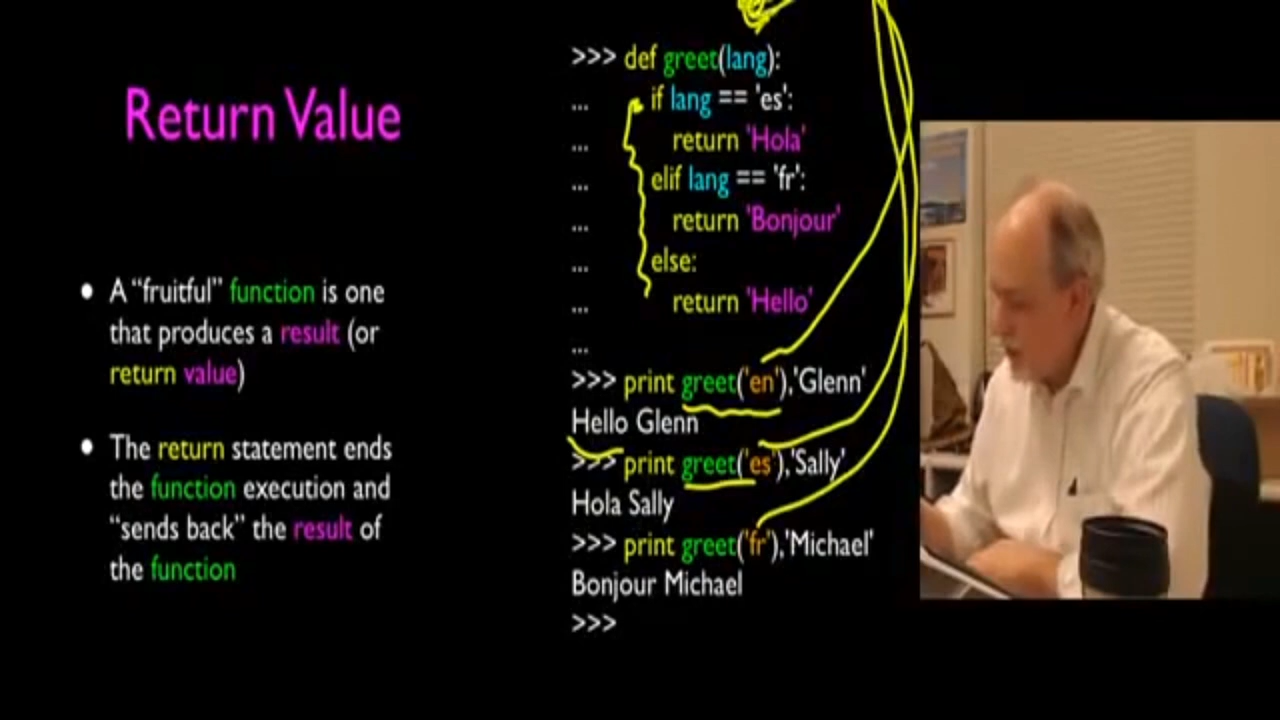 Return Value
• A “fruitful” function is one
that produces a result (or
return value)
• The return statement ends
the function execution and
“sends back” the result of
the function
>>> def greet(lang):
... if lang == 'es':
... return 'Hola'
... elif lang == 'fr':
... return 'Bonjour'
... else:
... return 'Hello'
...
>>> print greet('en'),'Glenn'
Hello Glenn
>>> print greet('es'),'Sally'
Hola Sally
>>> print greet('fr'),'Michael'
Bonjour Michael
>>>